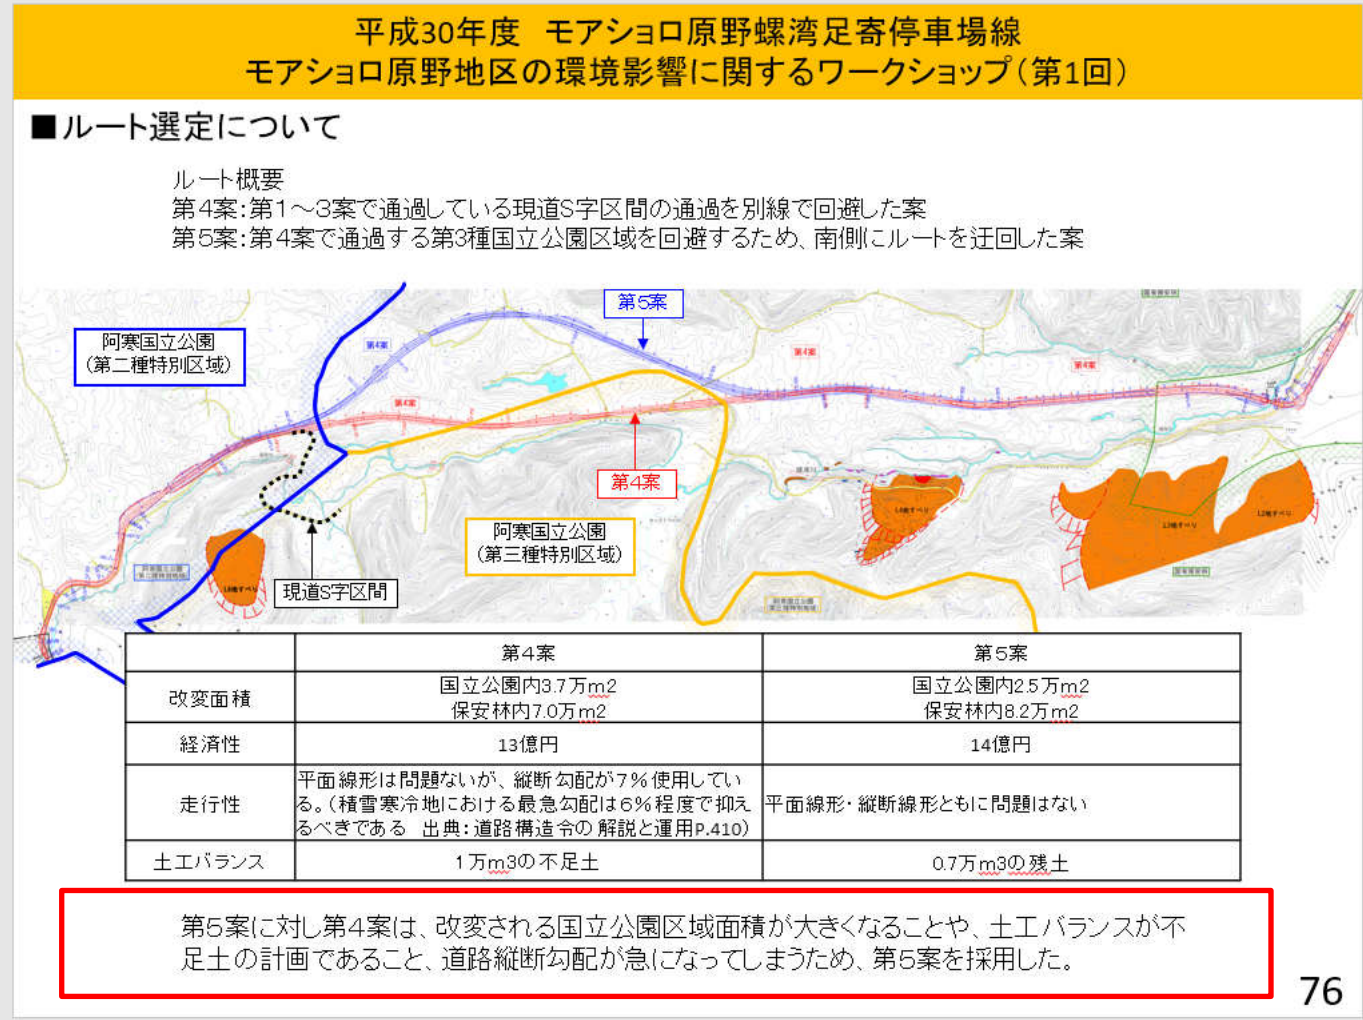 平成30年度　モアショロ原野螺湾足寄停車場線
モアショロ原野地区の環境影響に関するワークショップ（第1回）
■ルート選定について
ルート概要
第４案：第１～３案で通過している現道S字区間の通過を別線で回避した案
第５案：第４案で通過する第3種国立公園区域を回避するため、南側にルートを迂回した案
第5案
阿寒国立公園
（第二種特別区域）
第4案
第4案
第4案
第4案
第4案
阿寒国立公園
（第三種特別区域）
現道S字区間
第４案
第５案
改変面積
国立公園内3.7万m2
保安林内7.0万m2
国立公園内2.5万m2
保安林内8.2万m2
経済性
13億円
14億円
走行性
平面線形は問題ないが、縦断勾配が７％使用してい
る。（積雪寒冷地における最急勾配は６％程度で抑え
るべきである　出典：道路構造令の解説と運用P.410）
平面線形・縦断線形ともに問題はない
土工バランス
１万m3の不足土
0.7万m3の残土
第５案に対し第４案は、改変される国立公園区域面積が大きくなることや、土工バランスが不
足土の計画であること、道路縦断勾配が急になってしまうため、第５案を採用した。
76